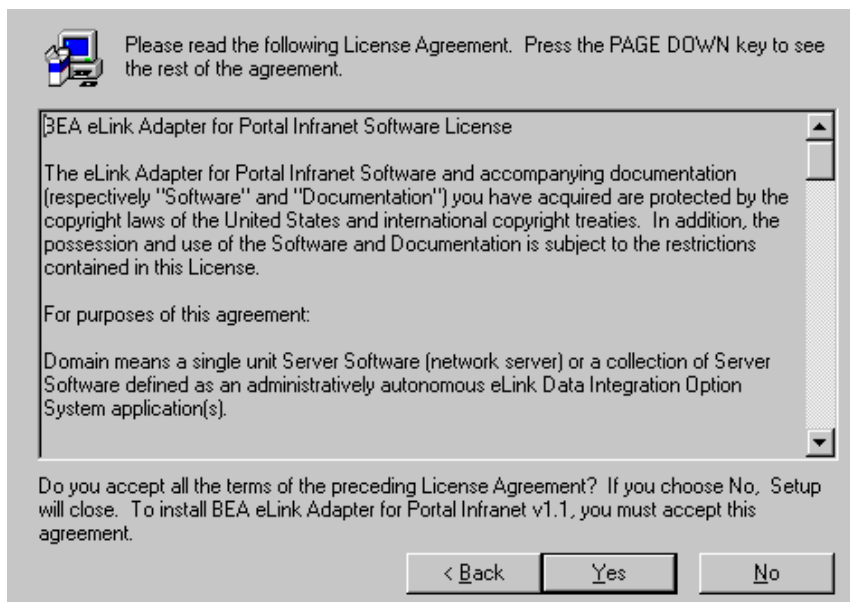 Please read the following License Agreement. Press the PAGE DOWN key to see
the rest of the agreement.
BEA eLink Adapter for Portal Infranet Software License
The eLink Adapter for Portal Infranet Software and accompanying documentation
(respectively "Software" and "Documentation") you have acquired are protected by the
copyright laws of the United States and international copyright treaties. In addition, the
possession and use of the Software and Documentation is subject to the restrictions
contained in this License.
For purposes of this agreement:
Domain means a single unit Server Software (network server) or a collection of Server
Software defined as an administratively autonomous eLink Data Integration Option
System application(s).
Do you accept all the terms of the preceding License Agreement? If you choose No, Setup
will close. To install BEA eLink Adapter for Portal Infranet v1.1, you must accept this
agreement.
< Back Yes No